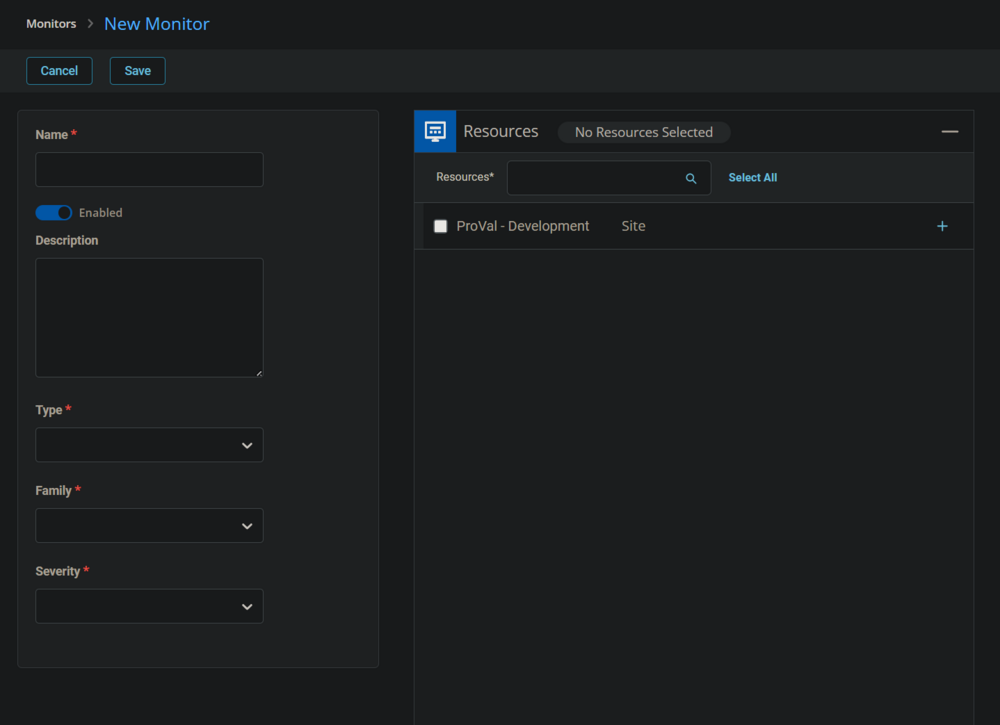 Monitors > New Monitor
Cancel Save
Name *
Enabled
Description
Type *
Family *
Severity *
Resources No Resources Selected
Resources* Select All
ProVal - Development Site